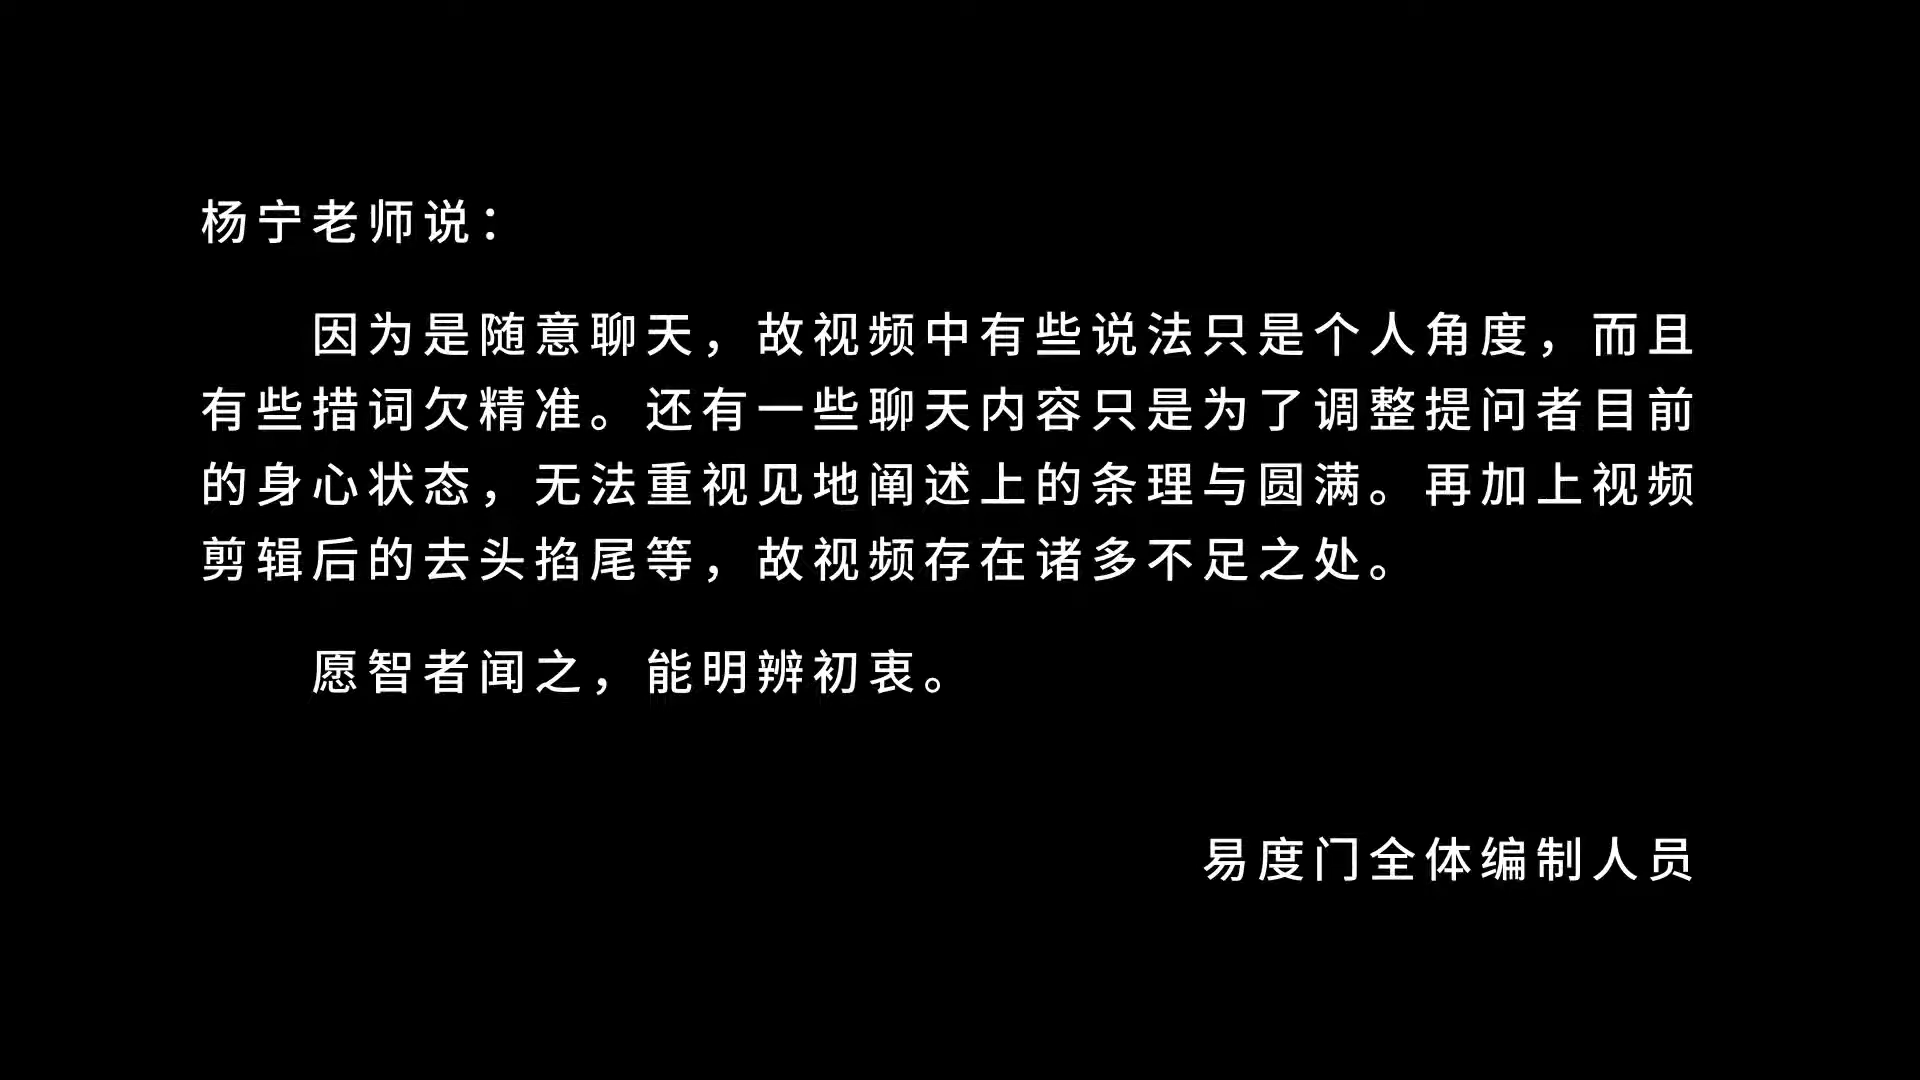 杨宁老师说：
因为是随意聊天，故视频中有些说法只是个人角度，而且
有些措词欠精准。还有一些聊天内容只是为了调整提问者目前
的身心状态，无法重视见地阐述上的条理与圆满。再加上视频
剪辑后的去头掐尾等，故视频存在诸多不足之处。
愿智者闻之，能明辨初衷。
易度门全体编制人员